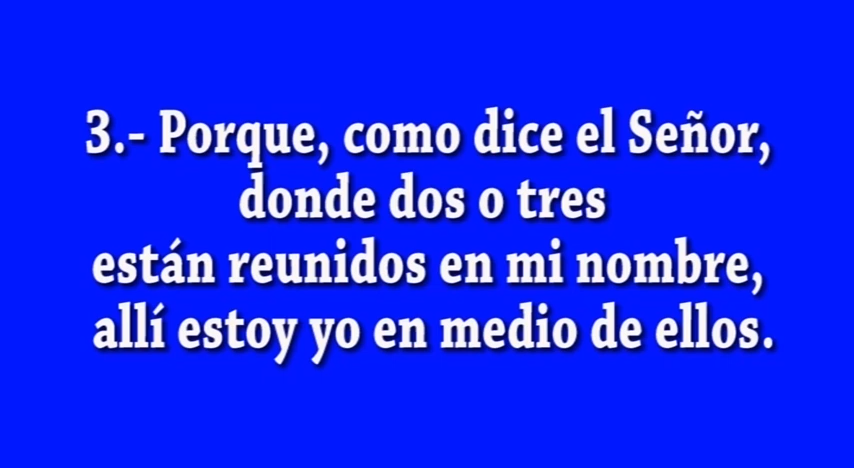 3.- Porque, como dice el Señor,
donde dos o tres
están reunidos en mi nombre,
allí estoy yo en medio de ellos.